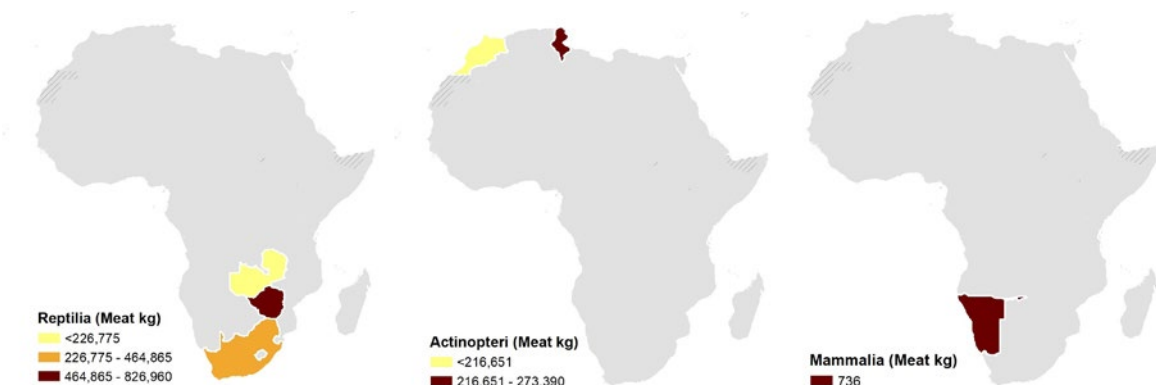 Reptilia (Meat kg)
<226,775
226,775 - 464,865
464,865 - 826,960
Actinopteri (Meat kg)
<216,651
216,651 - 273,390
Mammalia (Meat kg)
736